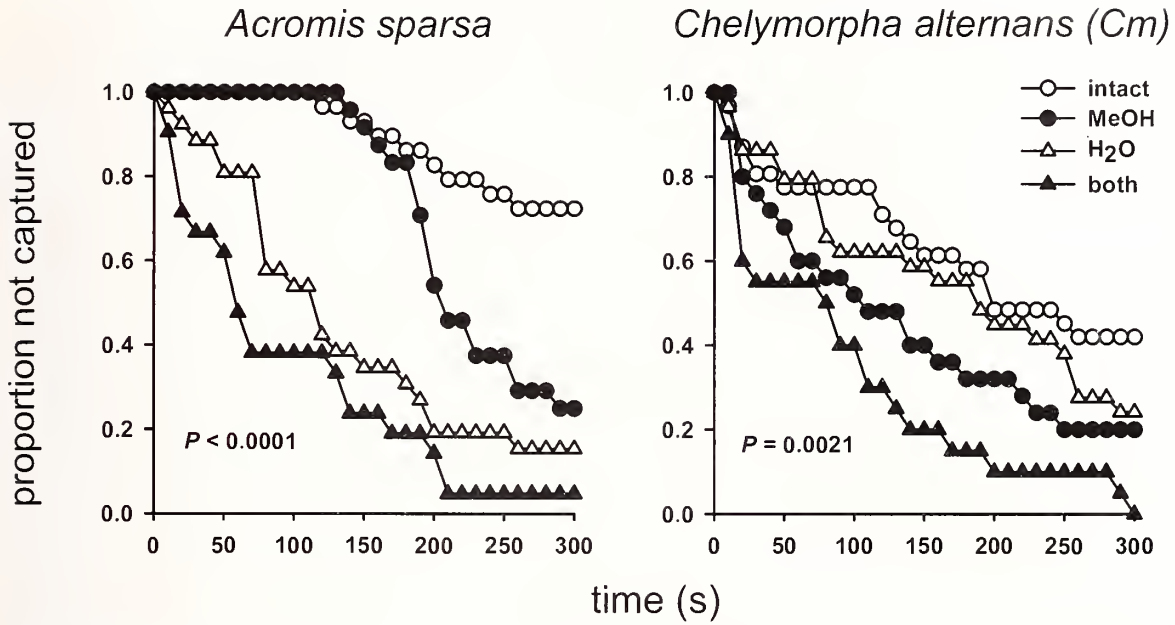 Acromis sparsa
Chelymorpha alternans (Cm)
proportion not captured
1.0
0.8
0.6
0.4
0.2
0.0
P < 0.0001
0 50 100 150 200 250 300
intact
MeOH
H₂O
both
1.0
0.8
0.6
0.4
0.2
0.0
P = 0.0021
0 50 100 150 200 250 300
time (s)